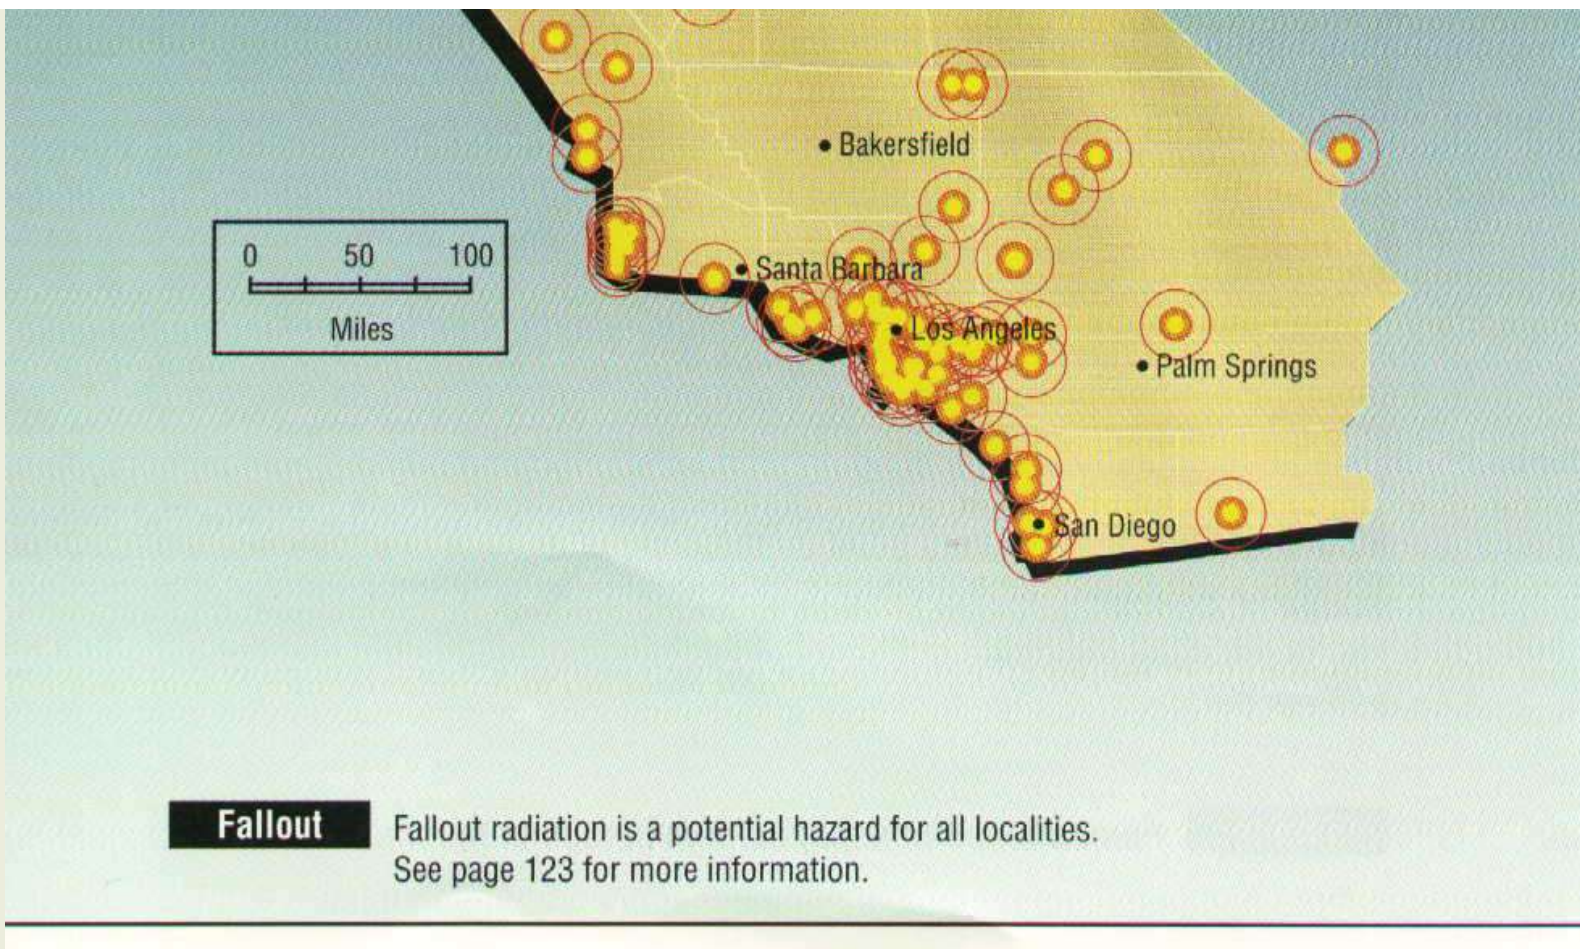 Bakersfield
0 50 100
Miles
Santa Barbara
Los Angeles
Palm Springs
San Diego
Fallout
Fallout radiation is a potential hazard for all localities.
See page 123 for more information.